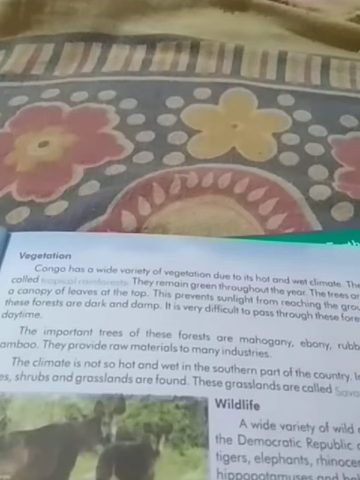 Vegetation
Congo has a wide variety of vegetation due to its hot and wet climate. The
called tropical rainforests. They remain green throughout the year. The trees
a canopy of leaves at the top. This prevents sunlight from reaching the
these forests are dark and damp. It is very difficult to pass through these
daytime.
The important trees of these forests are mahogany, ebony,
They provide raw materials to many industries.
The climate is not so hot and wet in the southern part of the country.
shrubs and grasslands are found. These grasslands are called
Wildlife
A wide variety of wild
the Democratic Republic
tigers, elephants,
hippopotamuses and